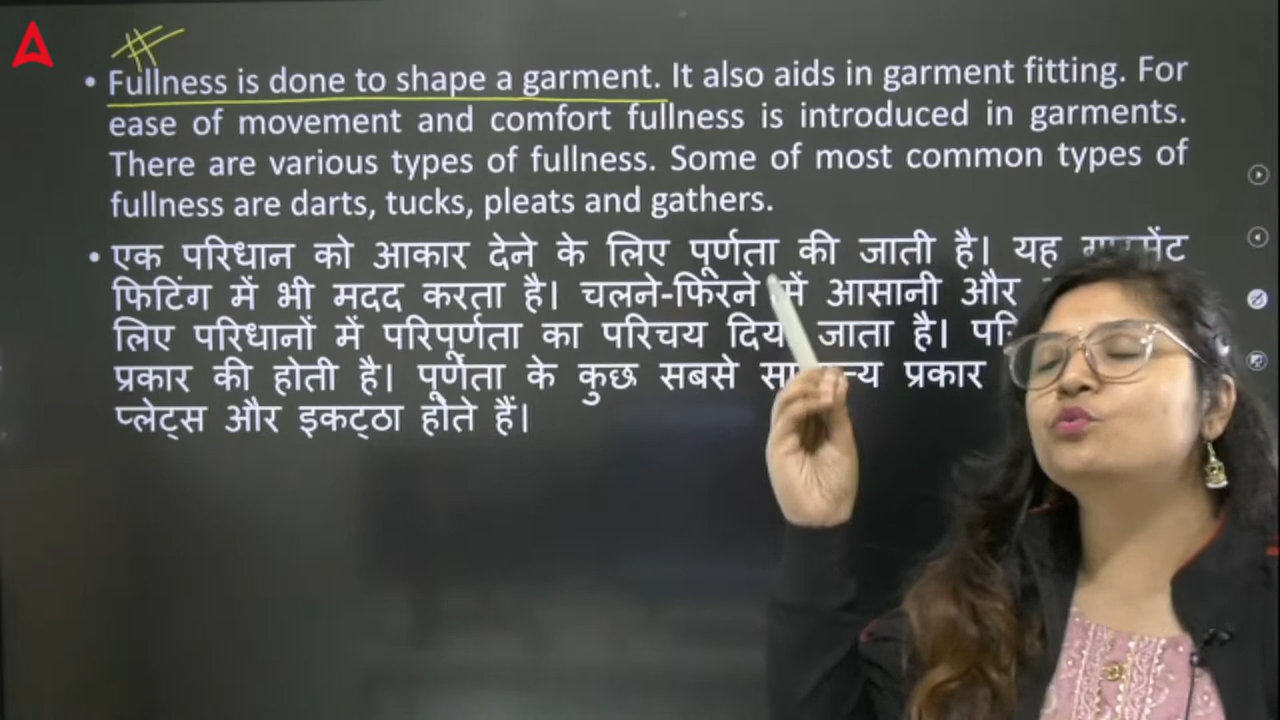 • Fullness is done to shape a garment. It also aids in garment fitting. For
ease of movement and comfort fullness is introduced in garments.
There are various types of fullness. Some of most common types of
fullness are darts, tucks, pleats and gathers.
• एक परिधान को आकार देने के लिए पूर्णता की जाती है। यह
फिटिंग में भी मदद करता है। चलने-फिरने में आसानी और
लिए परिधानों में परिपूर्णता का परिचय दिया जाता है।
प्रकार की होती है। पूर्णता के कुछ सबसे सामान्य प्रकार
प्लेट्स और इकट्ठा होते हैं।